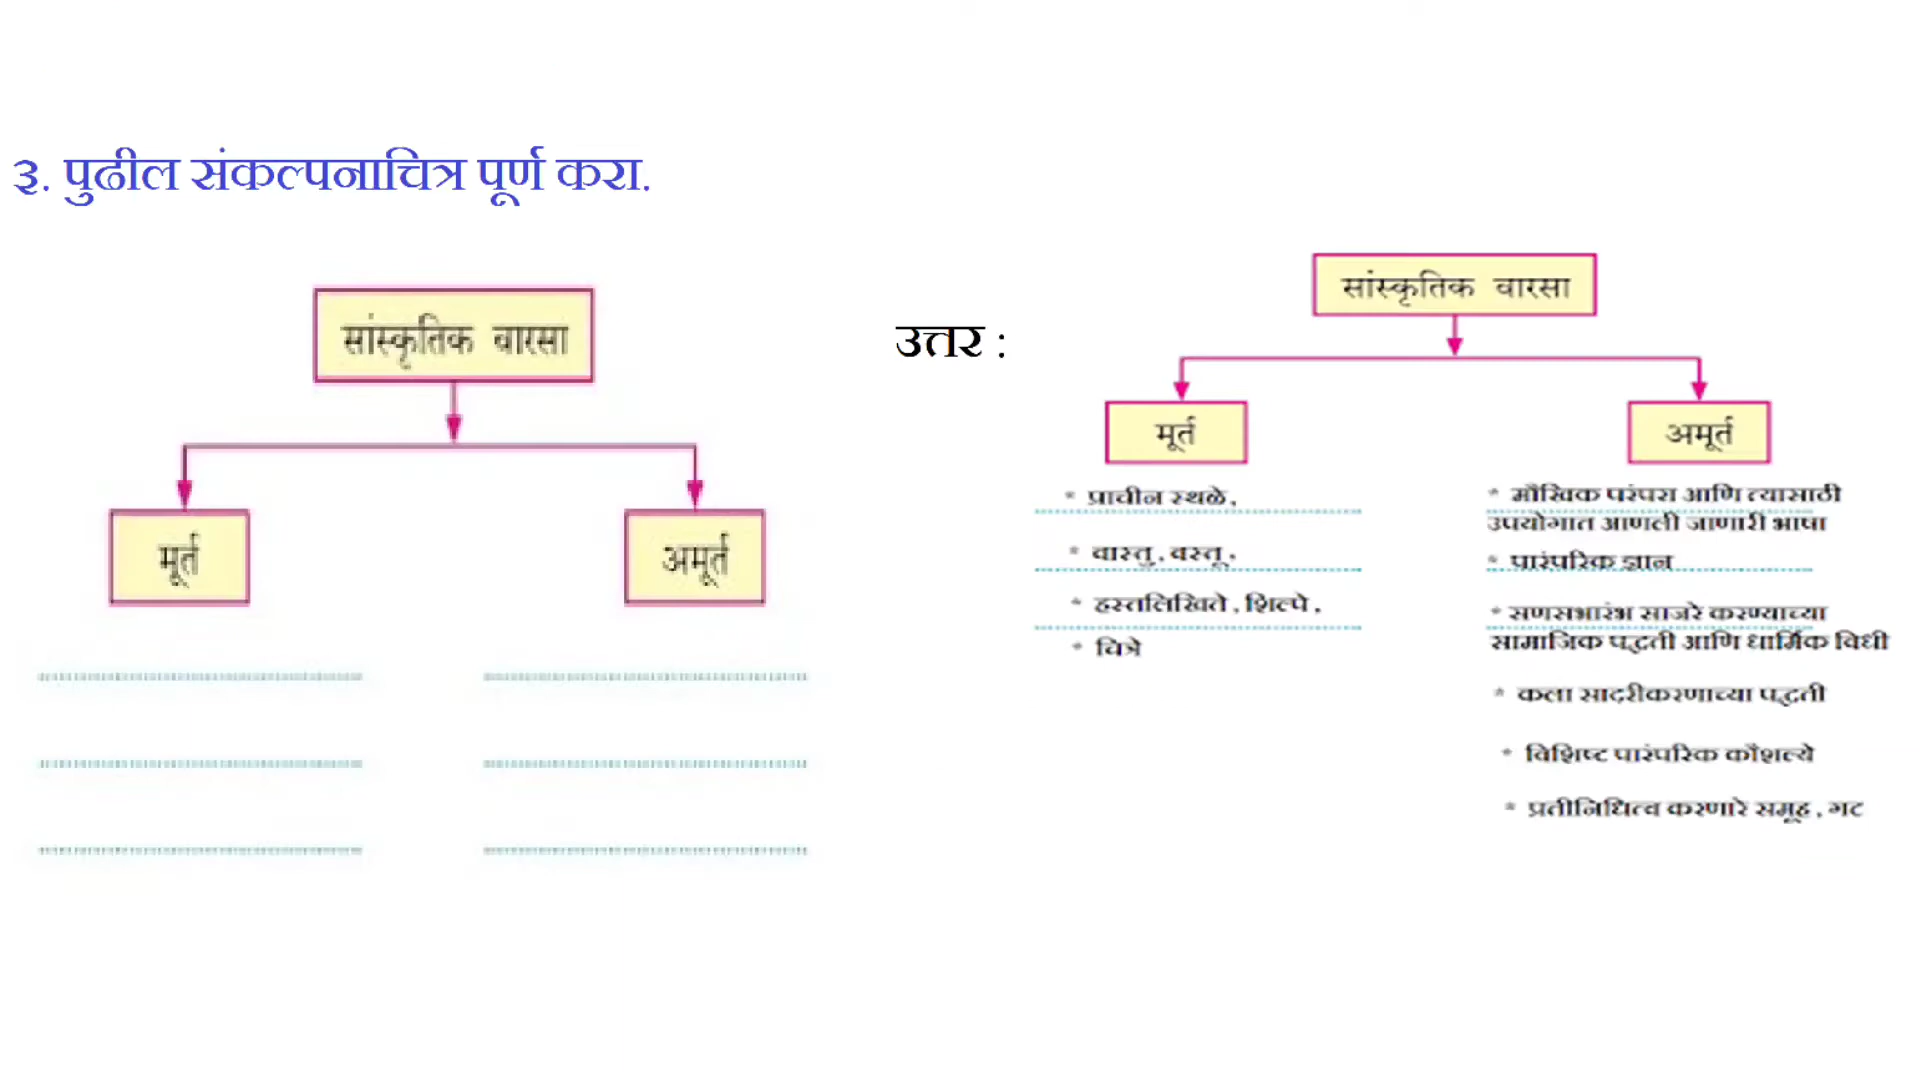 ३. पुढील संकल्पनाचित्र पूर्ण करा.
सांस्कृतिक वारसा
मूर्त
अमूर्त
उत्तर :
सांस्कृतिक वारसा
मूर्त
* प्राचीन स्थळे,
* वास्तु, वस्तू,
* हस्तलिखिते, शिल्पे,
* चित्रे
अमूर्त
* मौखिक परंपरा आणि त्यासाठी
उपयोगात आणली जाणारी भाषा
* पारंपरिक ज्ञान
* सणसभारंभ साजरे करण्याच्या
सामाजिक पद्धती आणि धार्मिक विधी
* कला सादरीकरणाच्या पद्धती
* विशिष्ट पारंपरिक कौशल्ये
* प्रतीनिधित्व करणारे समूह, गट